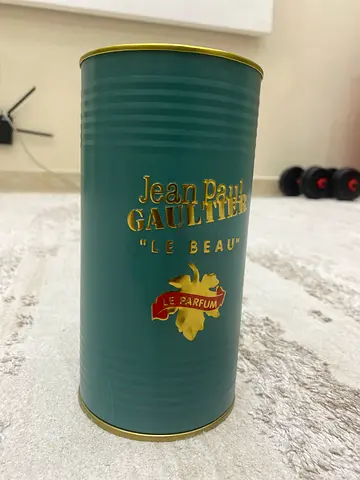 Jean Paul
GAULTIER
"LE BEAU"
LE PARFUM